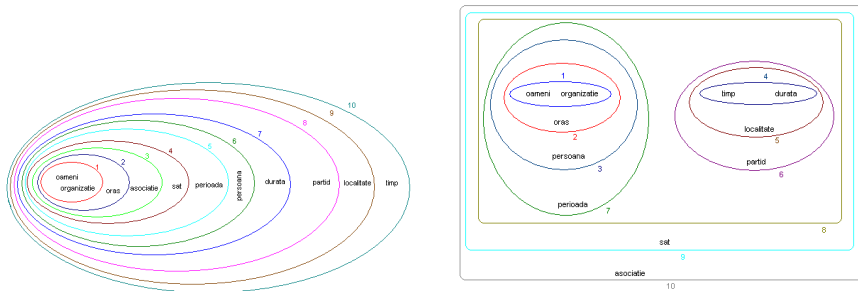 10
9
8
7
6
5
4
3
2
1
oameni
organizatie
oras
asociatie
sat
perioada
persoana
durata
partid
localitate
timp
1
oameni
organizatie
oras
2
persoana
3
perioada
7
4
timp
durata
localitate
5
partid
6
8
sat
9
asociatie
10